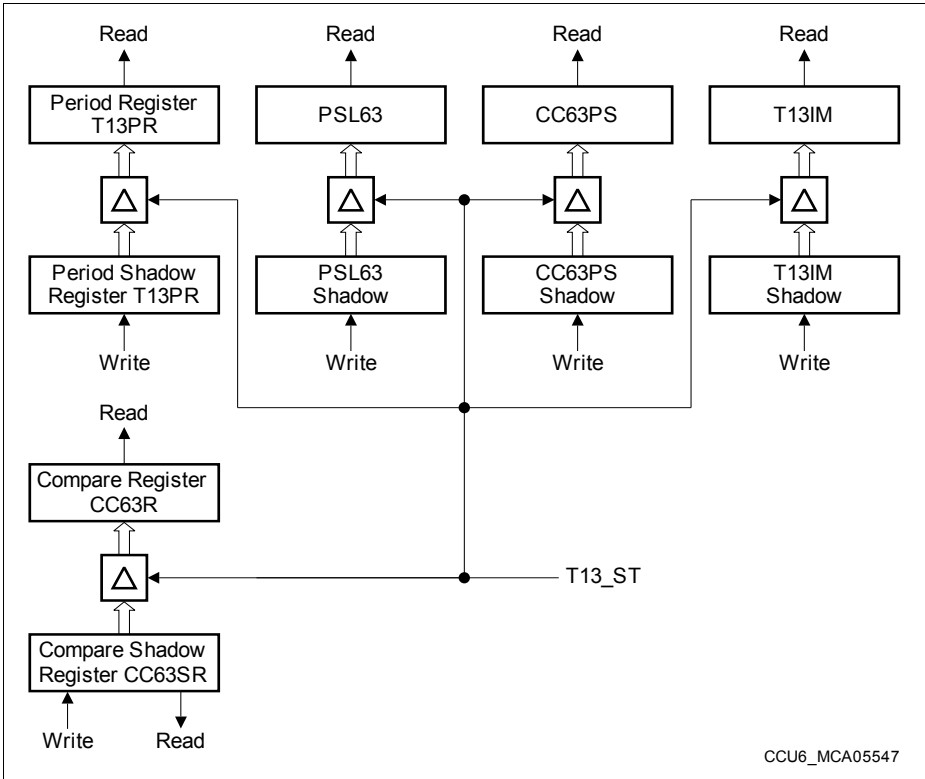 Read
Read
Read
Read
Period Register
T13PR
PSL63
CC63PS
T13IM
Period Shadow
Register T13PR
PSL63
Shadow
CC63PS
Shadow
T13IM
Shadow
Write
Write
Write
Write
Read
Compare Register
CC63R
T13_ST
Compare Shadow
Register CC63SR
Write
Read
CCU6_MCA05547